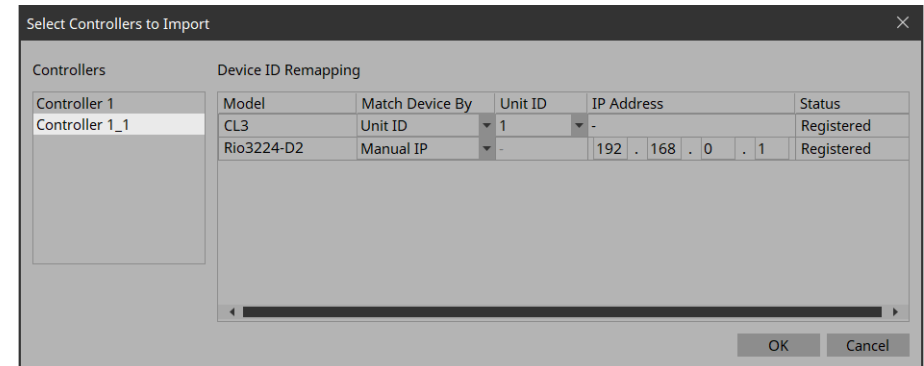 Select Controllers to Import
Controllers
Device ID Remapping
Controller 1
Controller 1_1
Model Match Device By Unit ID IP Address Status
CL3 Unit ID 1 - Registered
Rio3224-D2 Manual IP - 192 . 168 . 0 . 1 Registered
OK Cancel